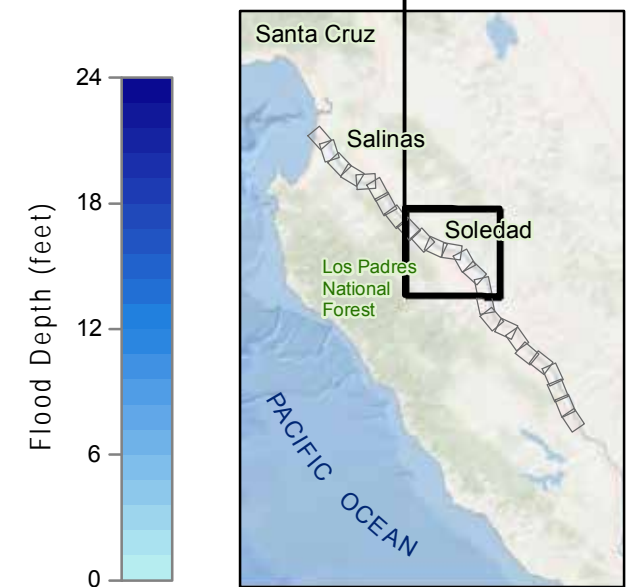 24
18
12
6
0
Flood Depth (feet)
Santa Cruz
Salinas
Soledad
Los Padres
National
Forest
PACIFIC OCEAN